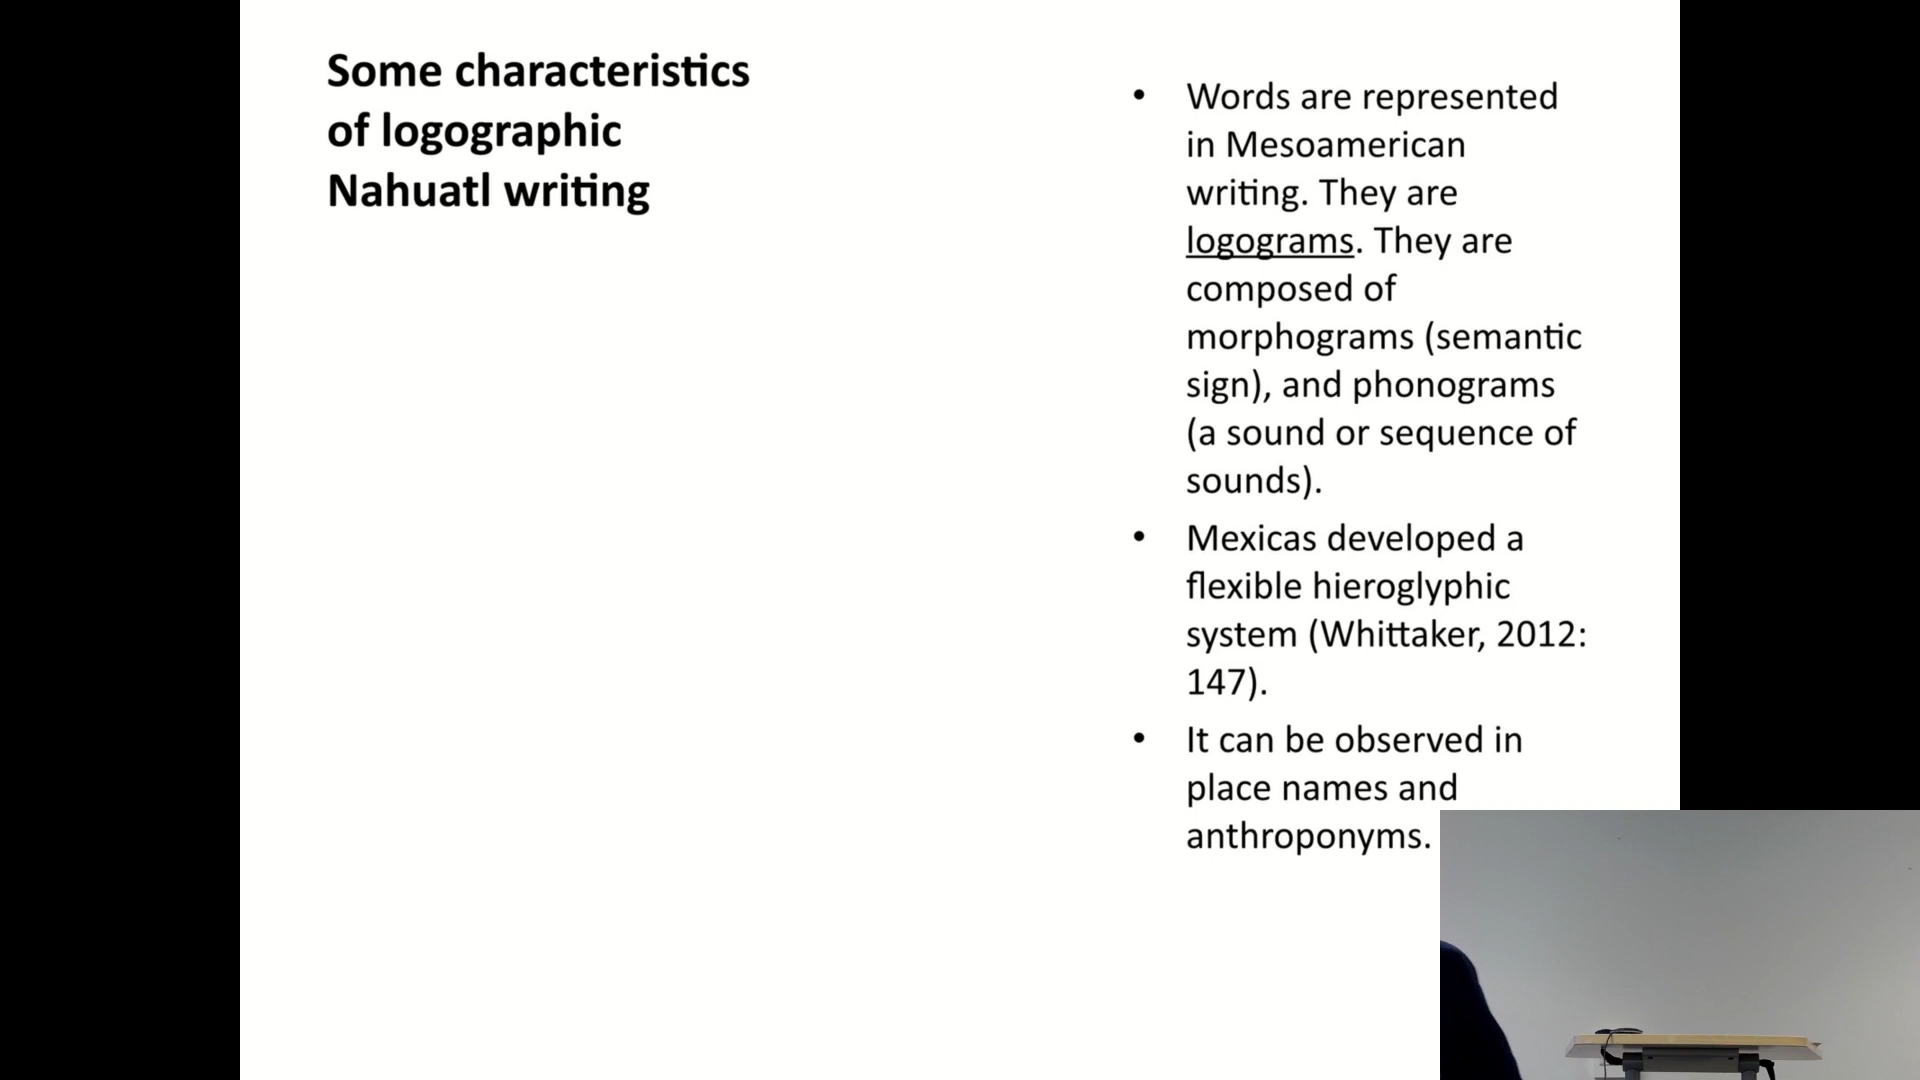 Some characteristics
of logographic
Nahuatl writing
• Words are represented
in Mesoamerican
writing. They are
logograms. They are
composed of
morphograms (semantic
sign), and phonograms
(a sound or sequence of
sounds).
• Mexicas developed a
flexible hieroglyphic
system (Whittaker, 2012:
147).
• It can be observed in
place names and
anthroponyms.